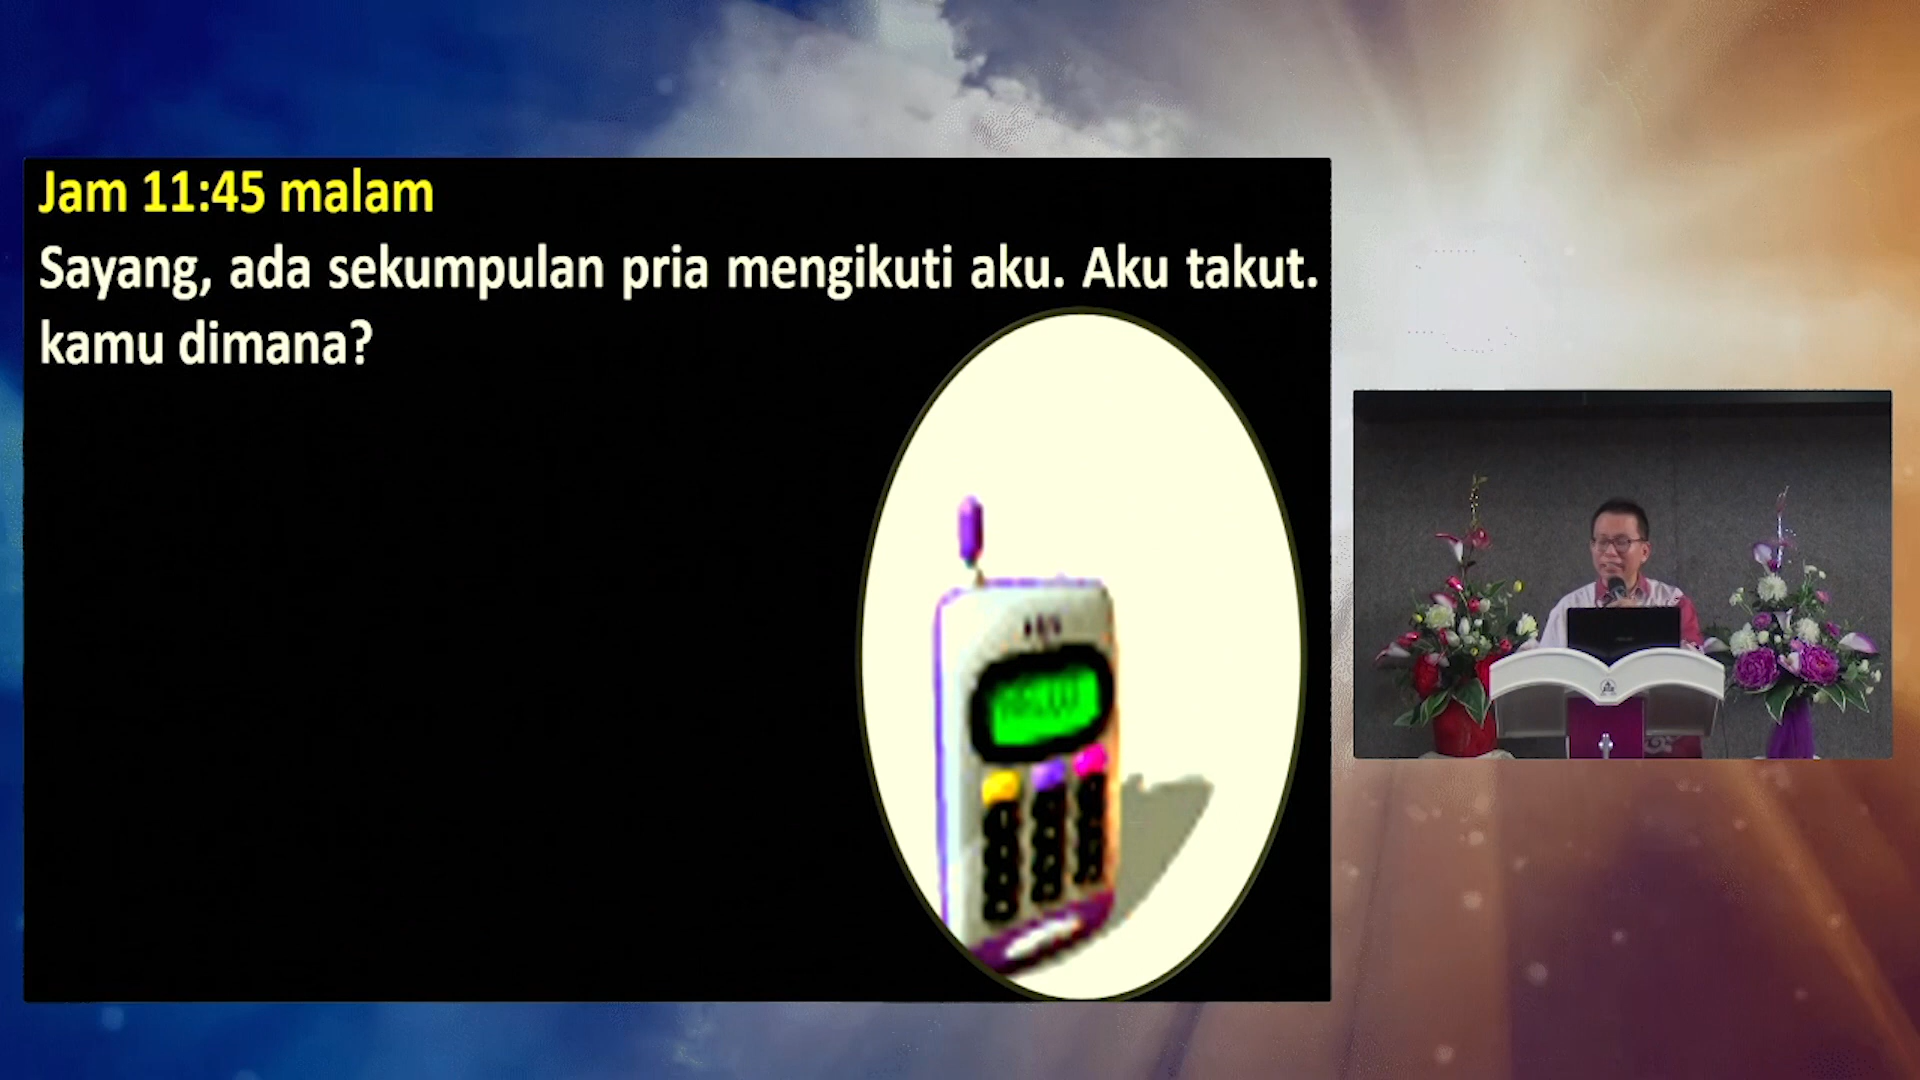 Jam 11:45 malam
Sayang, ada sekumpulan pria mengikuti aku. Aku takut.
kamu dimana?